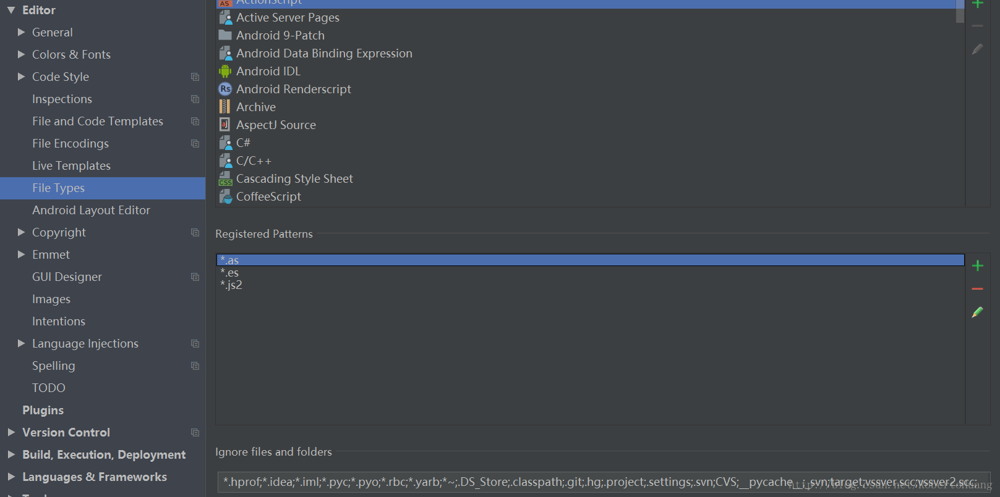 Editor
General
Colors & Fonts
Code Style
Inspections
File and Code Templates
File Encodings
Live Templates
File Types
Android Layout Editor
Copyright
Emmet
GUI Designer
Images
Intentions
Language Injections
Spelling
TODO
Plugins
Version Control
Build, Execution, Deployment
Languages & Frameworks
AS ActionScript
Active Server Pages
Android 9-Patch
Android Data Binding Expression
Android IDL
Rs Android Renderscript
Archive
aj AspectJ Source
C#
C/C++
CSS Cascading Style Sheet
CoffeeScript
Registered Patterns
*.as
*.es
*.js2
Ignore files and folders
*.hprof;*.idea;*.iml;*.pyc;*.pyo;*.rbc;*.yarb;*~;.DS_Store;.classpath;.git;.hg;.project;.settings;.svn;CVS;__pycache__;_svn;target;vssver.scc;vssver2.scc;
http://blog.csdn.net/RobertoHuang